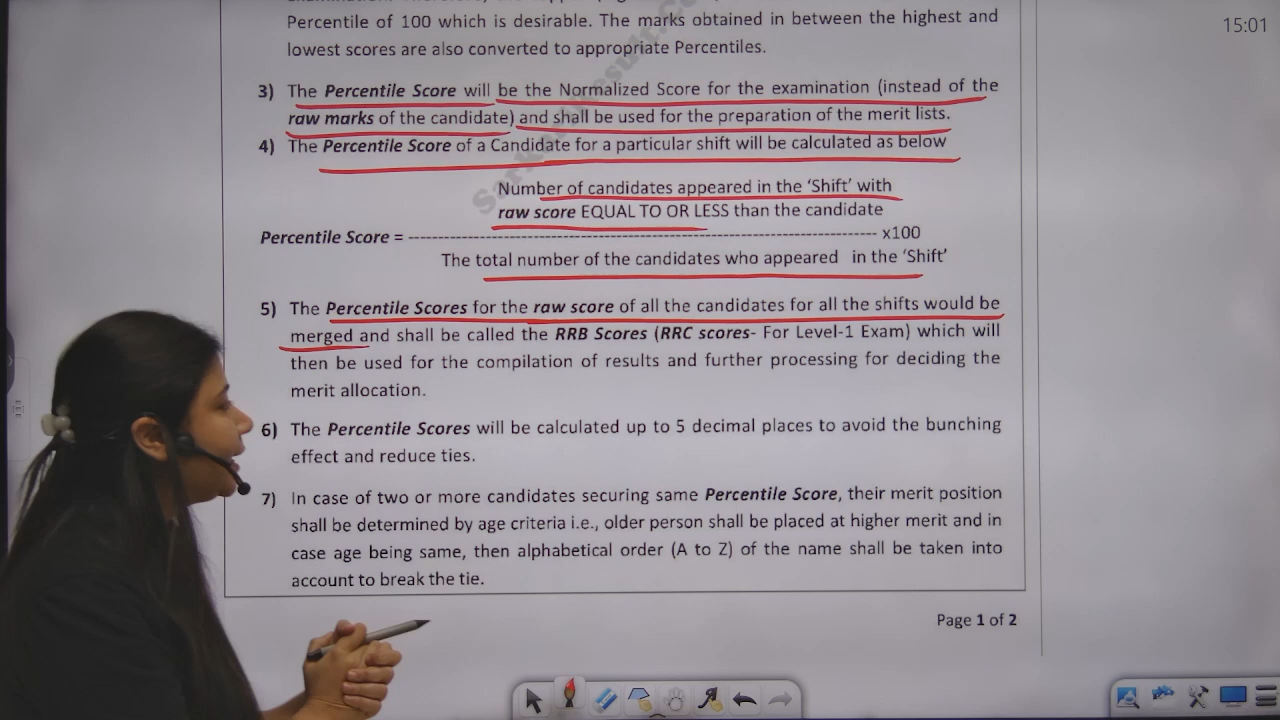 Percentile of 100 which is desirable. The marks obtained in between the highest and
lowest scores are also converted to appropriate Percentiles.
3) The Percentile Score will be the Normalized Score for the examination (instead of the
raw marks of the candidate) and shall be used for the preparation of the merit lists.
4) The Percentile Score of a Candidate for a particular shift will be calculated as below
Number of candidates appeared in the ‘Shift’ with
raw score EQUAL TO OR LESS than the candidate
Percentile Score = ------------------------------------------------------------------------------- x100
The total number of the candidates who appeared in the ‘Shift’
5) The Percentile Scores for the raw score of all the candidates for all the shifts would be
merged and shall be called the RRB Scores (RRC scores- For Level-1 Exam) which will
then be used for the compilation of results and further processing for deciding the
merit allocation.
6) The Percentile Scores will be calculated up to 5 decimal places to avoid the bunching
effect and reduce ties.
7) In case of two or more candidates securing same Percentile Score, their merit position
shall be determined by age criteria i.e., older person shall be placed at higher merit and in
case age being same, then alphabetical order (A to Z) of the name shall be taken into
account to break the tie.
Page 1 of 2
15:01